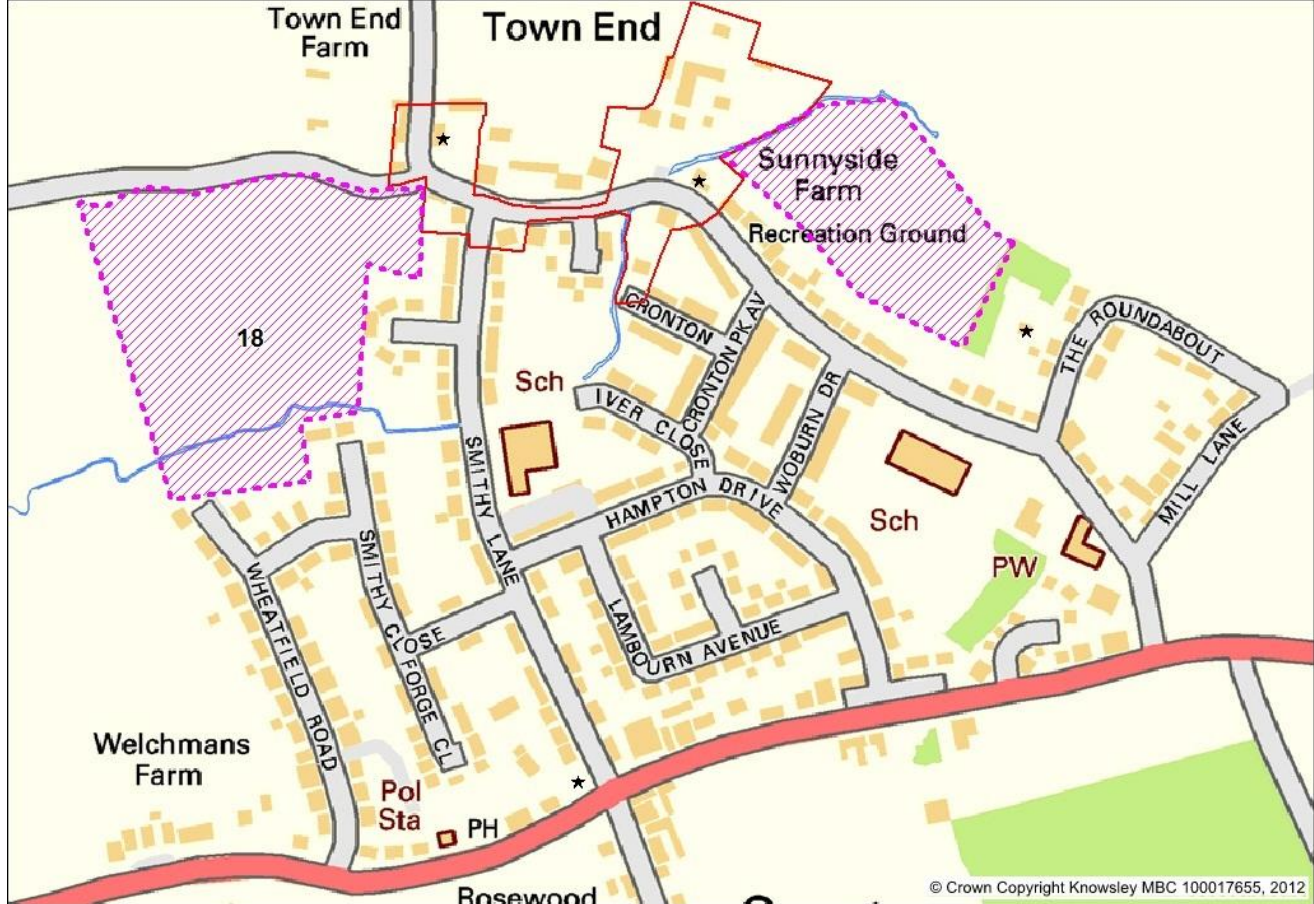 Town End
Farm
Town End
Sunnyside
Farm
Recreation Ground
18
CRONTON
CRONTON PK AV
THE ROUNDABOUT
Sch
IVER CLOSE
WOBURN DR
MILL LANE
SMITHY LANE
HAMPTON DRIVE
Sch
PW
WHEATFIELD ROAD
SMITHY CLOSE
FORGE CL
LAMBOURN AVENUE
Welchmans
Farm
Pol
Sta
PH
Rosewood
© Crown Copyright Knowsley MBC 100017655, 2012